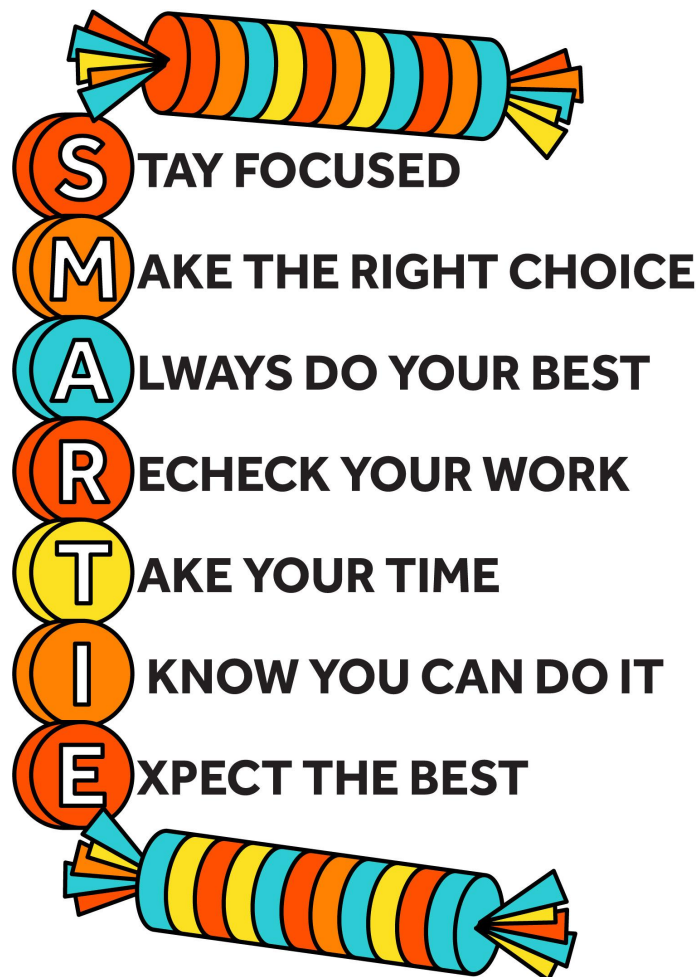 STAY FOCUSED
MAKE THE RIGHT CHOICE
ALWAYS DO YOUR BEST
RECHECK YOUR WORK
TAKE YOUR TIME
I KNOW YOU CAN DO IT
EXPECT THE BEST